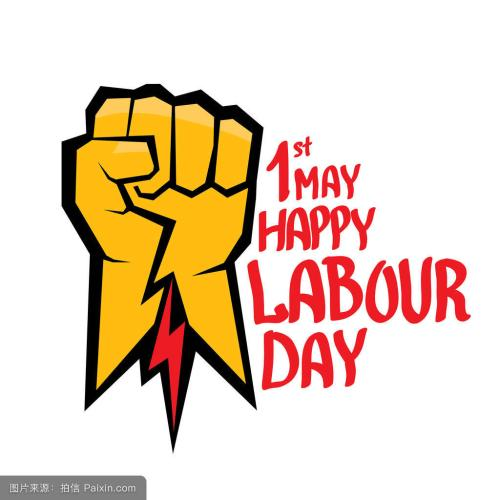 1st MAY
HAPPY
LABOUR
DAY
图片来源：拍信 Paixin.com